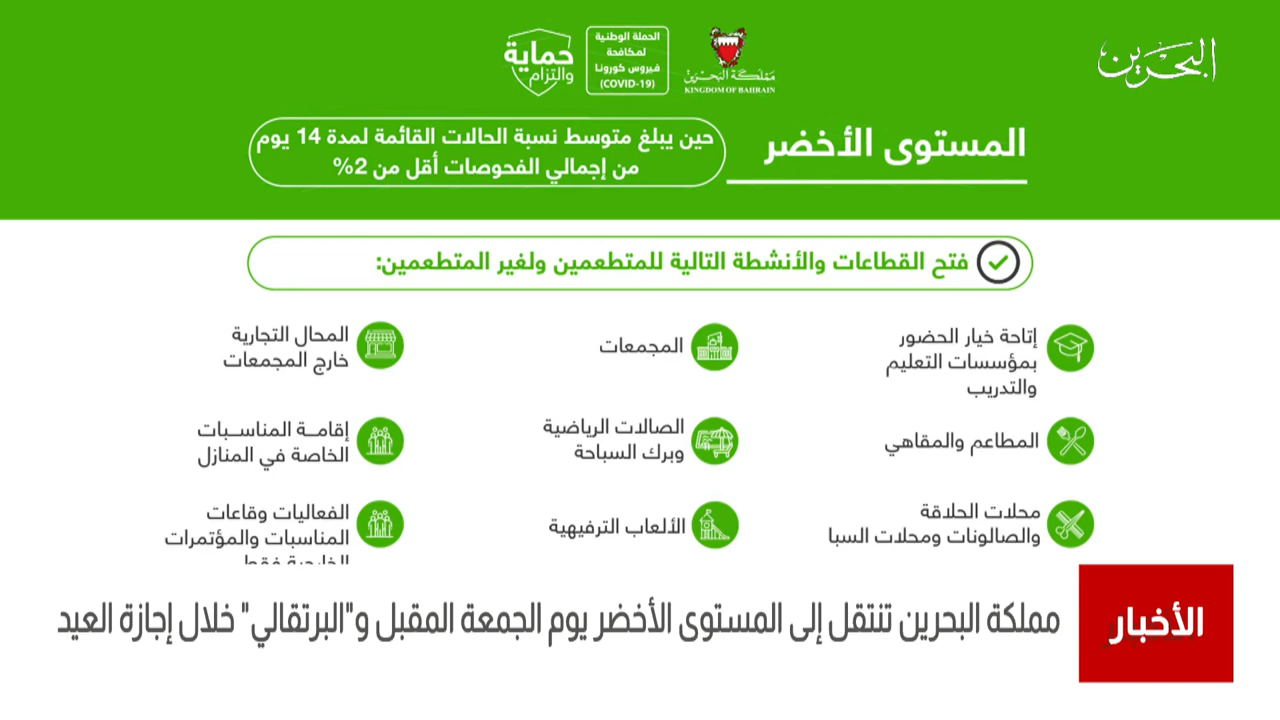 البحرين
مملكة البحرين
KINGDOM OF BAHRAIN
الحملة الوطنية
لمكافحة
فيروس كورونا
(COVID-19)
حماية
والتزام
المستوى الأخضر
حين يبلغ متوسط نسبة الحالات القائمة لمدة 14 يوم
من إجمالي الفحوصات أقل من 2%
فتح القطاعات والأنشطة التالية للمتطعمين ولغير المتطعمين:
إتاحة خيار الحضور
بمؤسسات التعليم
والتدريب
المجمعات
المحال التجارية
خارج المجمعات
المطاعم والمقاهي
الصالات الرياضية
وبرك السباحة
إقامة المناسبات
الخاصة في المنازل
محلات الحلاقة
والصالونات ومحلات السبا
الألعاب الترفيهية
الفعاليات وقاعات
المناسبات والمؤتمرات
الخارجية فقط
الأخبار
مملكة البحرين تنتقل إلى المستوى الأخضر يوم الجمعة المقبل و"البرتقالي" خلال إجازة العيد